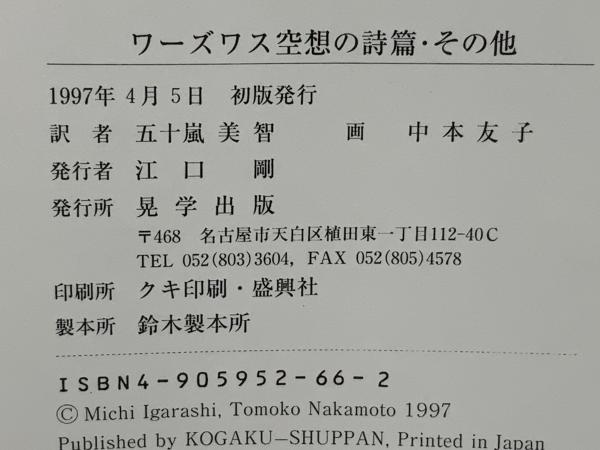 ワーズワス空想の詩篇・その他
1997年 4月 5日　初版発行
訳　者　五十嵐 美 智　　画　中 本 友 子
発行者　江　口　　剛
発行所　晃 学 出 版
〒468　名古屋市天白区植田東一丁目112-40C
TEL 052(803)3604, FAX 052(805)4578
印刷所　クキ印刷・盛興社
製本所　鈴木製本所
ISBN4-905952-66-2
© Michi Igarashi, Tomoko Nakamoto 1997
Published by KOGAKU-SHUPPAN, Printed in Japan